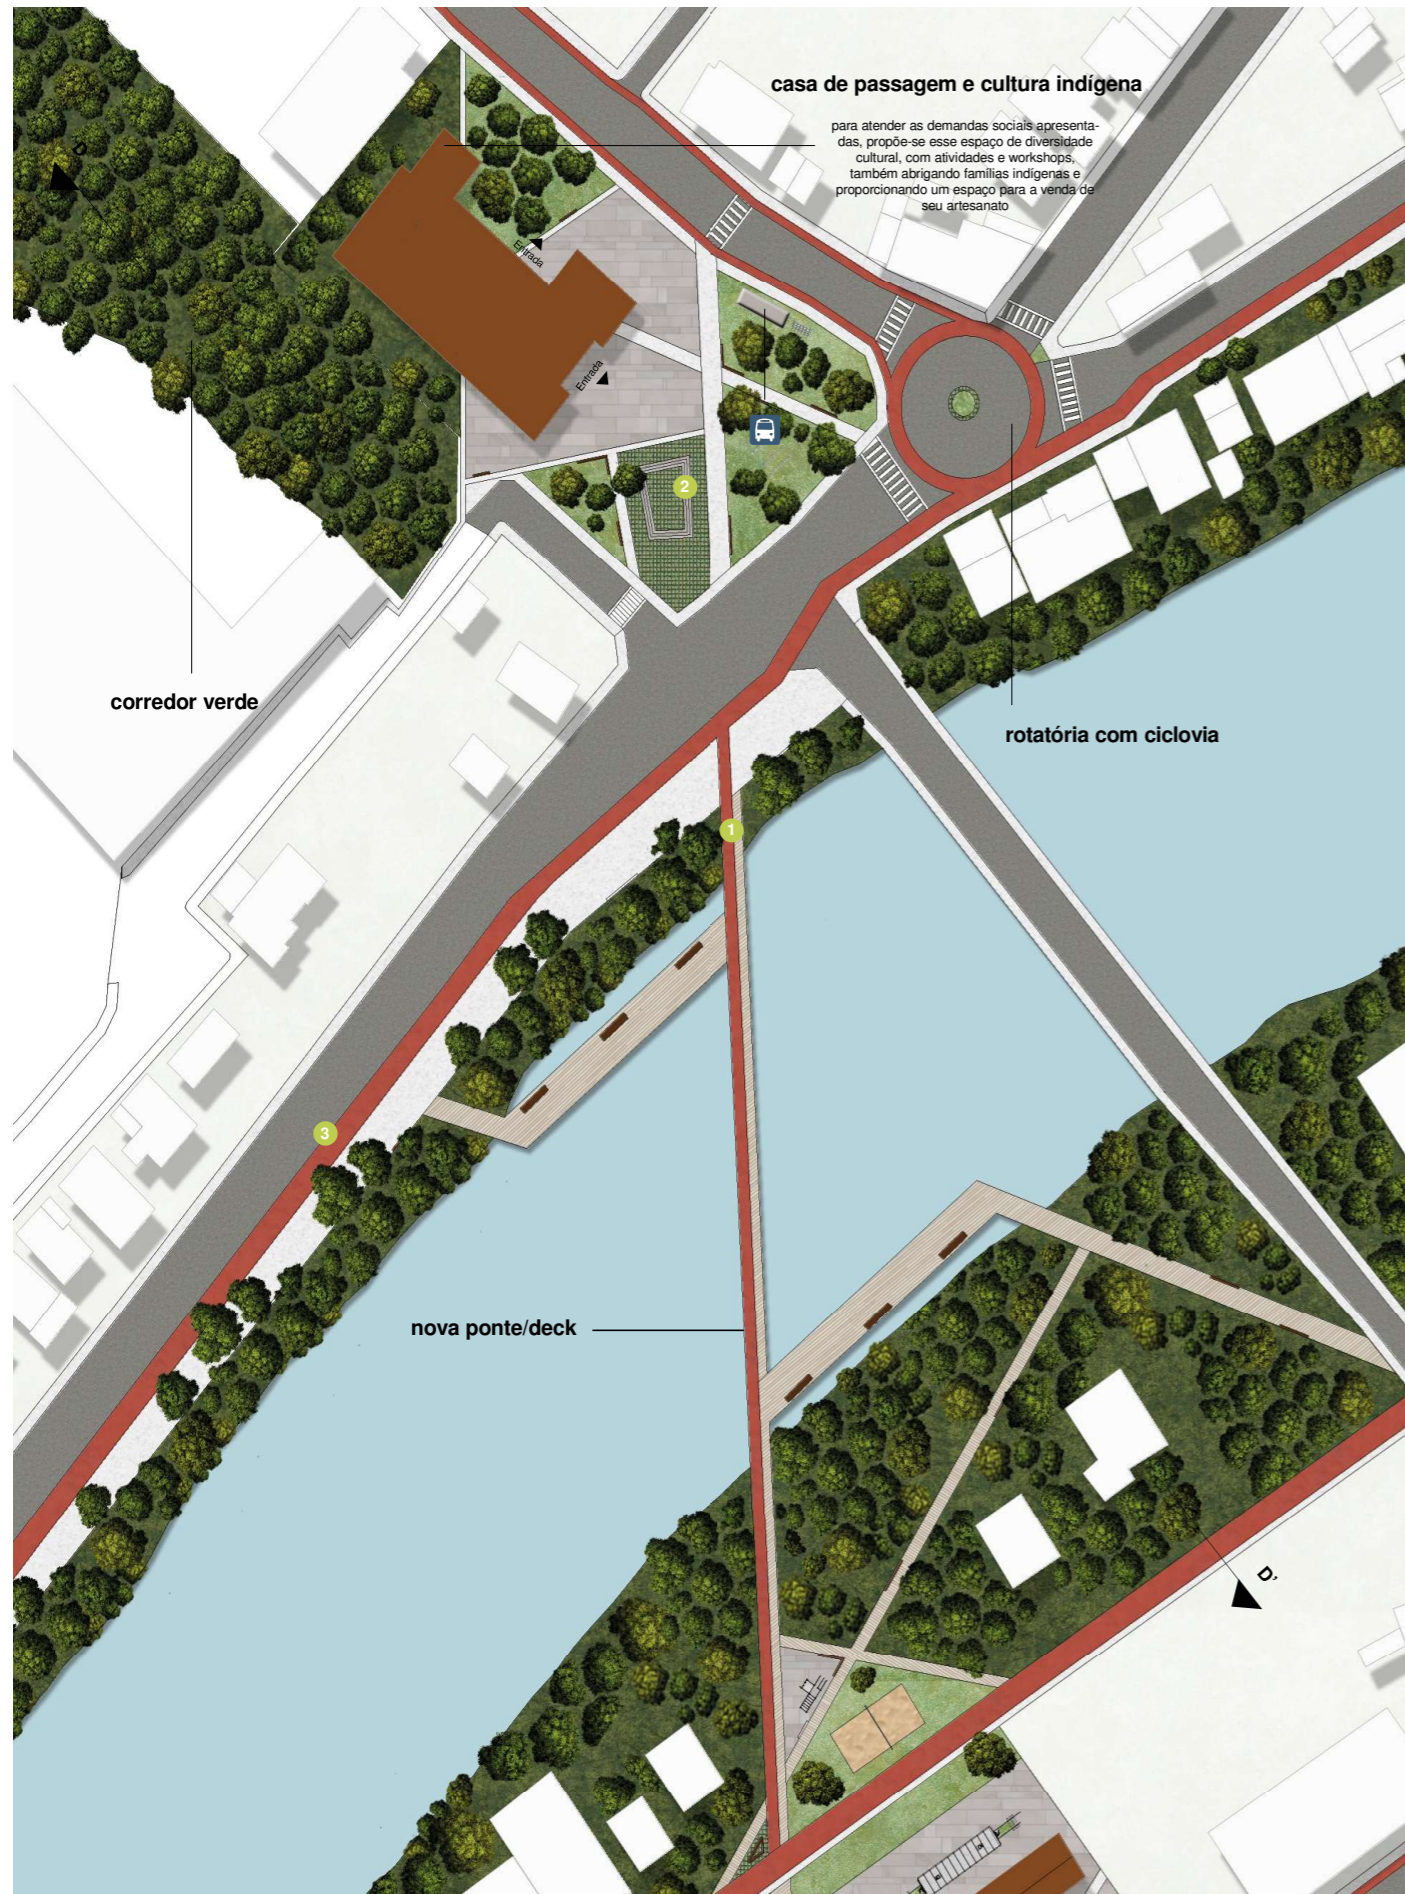 casa de passagem e cultura indígena
para atender as demandas sociais apresenta-
das, propõe-se esse espaço de diversidade
cultural, com atividades e workshops,
também abrigando famílias indígenas e
proporcionando um espaço para a venda de
seu artesanato
D
Entrada
Entrada
2
corredor verde
rotatória com ciclovia
1
3
nova ponte/deck
D'